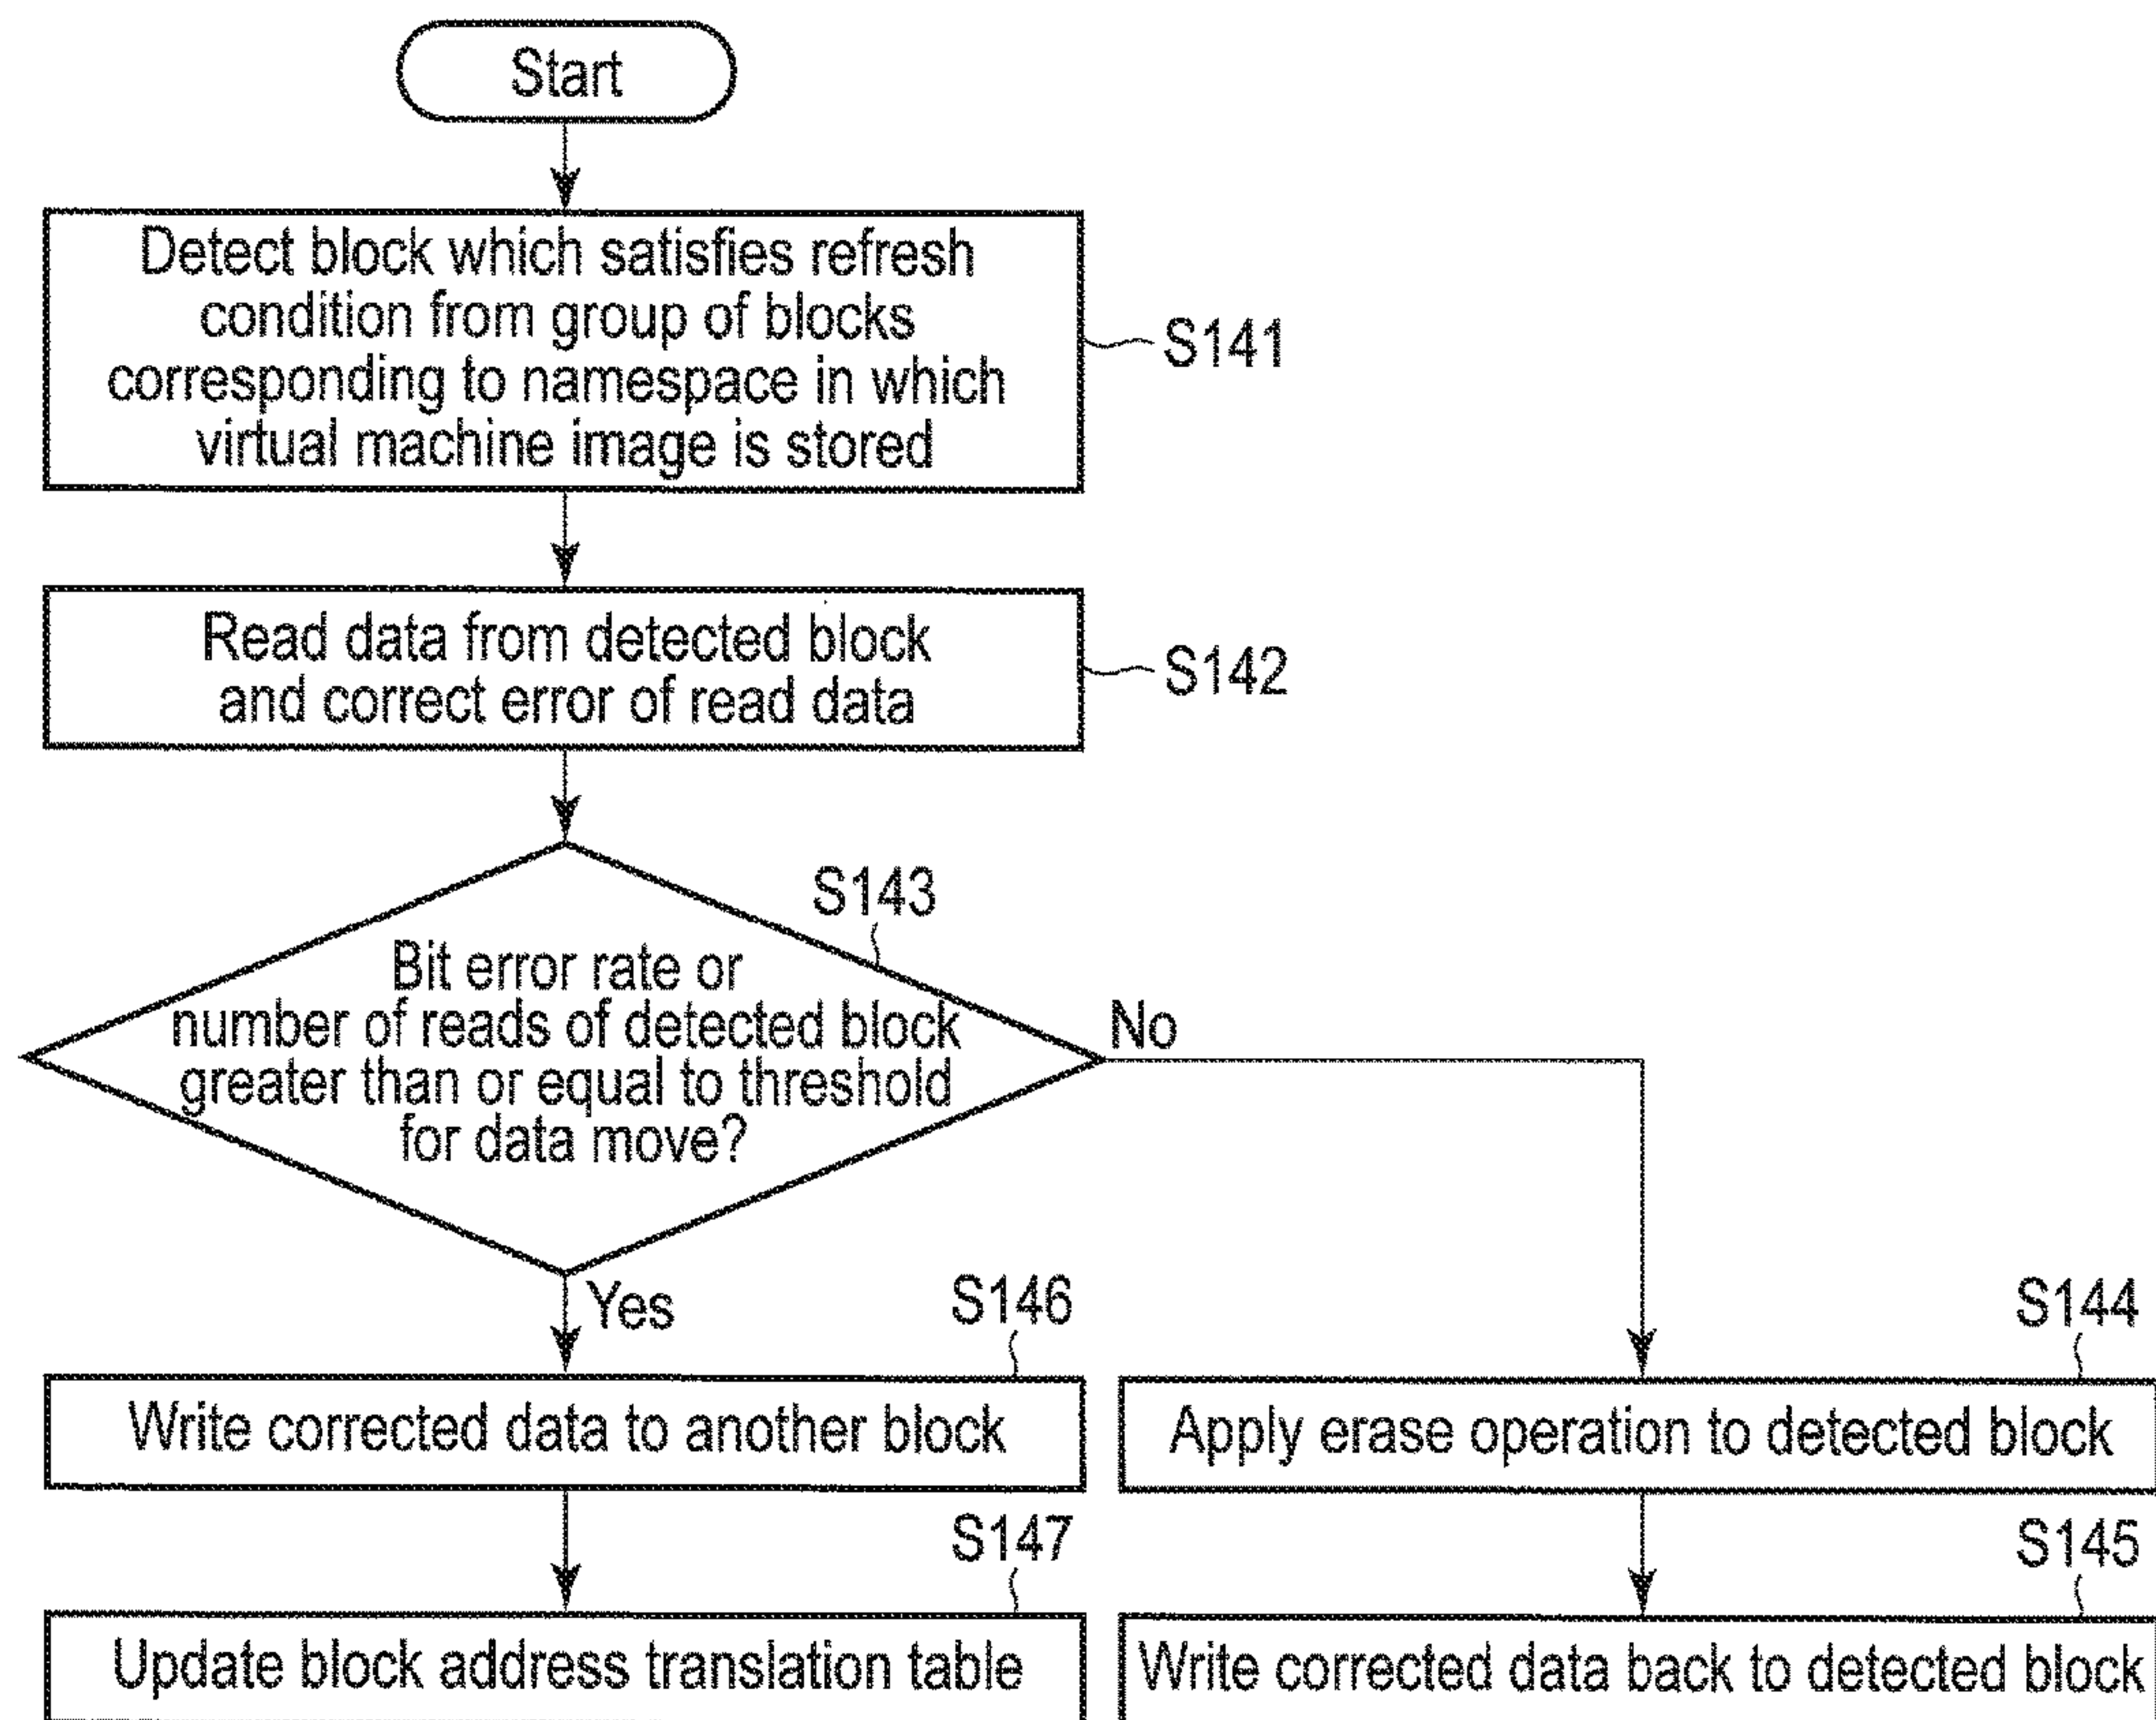 Start
Detect block which satisfies refresh
condition from group of blocks
corresponding to namespace in which
virtual machine image is stored
S141
Read data from detected block
and correct error of read data
S142
S143
Bit error rate or
number of reads of detected block
greater than or equal to threshold
for data move?
No
Yes
S146
S144
Write corrected data to another block
Apply erase operation to detected block
S147
S145
Update block address translation table
Write corrected data back to detected block